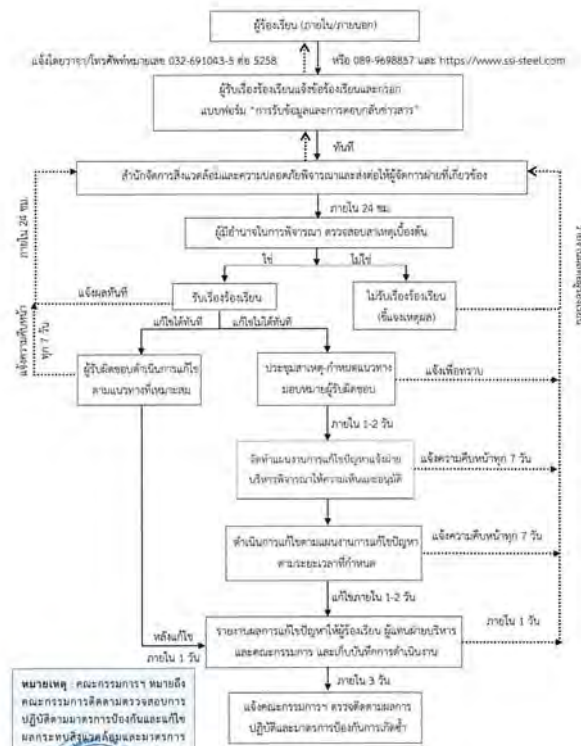 ผู้ร้องเรียน (ภายใน/ภายนอก)
แจ้งโดยวาจา/โทรศัพท์หมายเลข 032-691043-5 ต่อ 5258
หรือ 089-9698857 และ https://www.ssi-steel.com
ผู้รับเรื่องร้องเรียนแจ้งข้อร้องเรียนและกรอก
แบบฟอร์ม "การรับข้อมูลและการตอบกลับข่าวสาร"
ทันที
สำนักจัดการสิ่งแวดล้อมและความปลอดภัยพิจารณาและส่งต่อให้ผู้จัดการฝ่ายที่เกี่ยวข้อง
ภายใน 24 ชม.
ภายใน 24 ชม.
ผู้มีอำนาจในการพิจารณา ตรวจสอบสาเหตุเบื้องต้น
ใช่
ไม่ใช่
แจ้งผลทันที
รับเรื่องร้องเรียน
ไม่รับเรื่องร้องเรียน
(ชี้แจงเหตุผล)
แก้ไขได้ทันที
แก้ไขไม่ได้ทันที
แจ้งความคืบหน้า
ทุก 7 วัน
ผู้รับผิดชอบดำเนินการแก้ไข
ตามแนวทางที่เหมาะสม
ประชุมสาเหตุ-กำหนดแนวทาง
มอบหมายผู้รับผิดชอบ
แจ้งเพื่อทราบ
ภายใน 1-2 วัน
จัดทำแผนงานการแก้ไขปัญหาแจ้งฝ่าย
บริหารพิจารณาให้ความเห็นและอนุมัติ
แจ้งความคืบหน้าทุก 7 วัน
ดำเนินการแก้ไขตามแผนงานการแก้ไขปัญหา
ตามระยะเวลาที่กำหนด
แจ้งความคืบหน้าทุก 7 วัน
แก้ไขภายใน 1-2 วัน
หลังแก้ไข
ภายใน 1 วัน
รายงานผลการแก้ไขปัญหาให้ผู้ร้องเรียน ผู้แทนฝ่ายบริหาร
และคณะกรรมการ และเก็บบันทึกการดำเนินงาน
ภายใน 1 วัน
ภายใน 3 วัน
แจ้งคณะกรรมการฯ ตรวจติดตามผลการ
ปฏิบัติและมาตรการป้องกันการเกิดซ้ำ
หมายเหตุ : คณะกรรมการฯ หมายถึง
คณะกรรมการติดตามตรวจสอบการ
ปฏิบัติตามมาตรการป้องกันและแก้ไข
ผลกระทบสิ่งแวดล้อมและมาตรการ